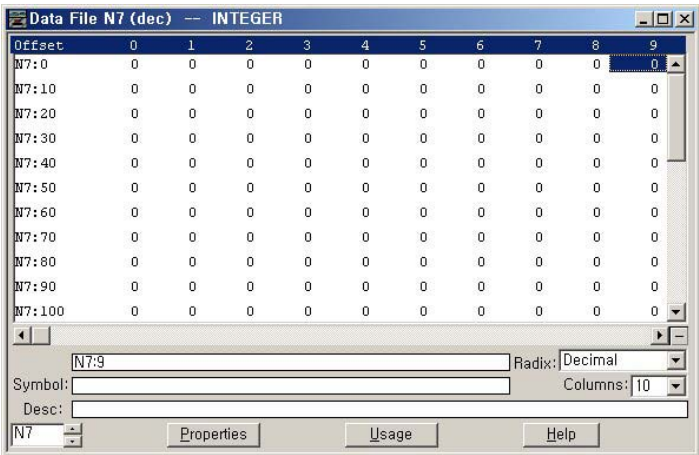 Data File N7 (dec) -- INTEGER
Offset 0 1 2 3 4 5 6 7 8 9
N7:0 0 0 0 0 0 0 0 0 0 0
N7:10 0 0 0 0 0 0 0 0 0 0
N7:20 0 0 0 0 0 0 0 0 0 0
N7:30 0 0 0 0 0 0 0 0 0 0
N7:40 0 0 0 0 0 0 0 0 0 0
N7:50 0 0 0 0 0 0 0 0 0 0
N7:60 0 0 0 0 0 0 0 0 0 0
N7:70 0 0 0 0 0 0 0 0 0 0
N7:80 0 0 0 0 0 0 0 0 0 0
N7:90 0 0 0 0 0 0 0 0 0 0
N7:100 0 0 0 0 0 0 0 0 0 0
N7:9 Radix: Decimal
Symbol: Columns: 10
Desc:
N7 Properties Usage Help